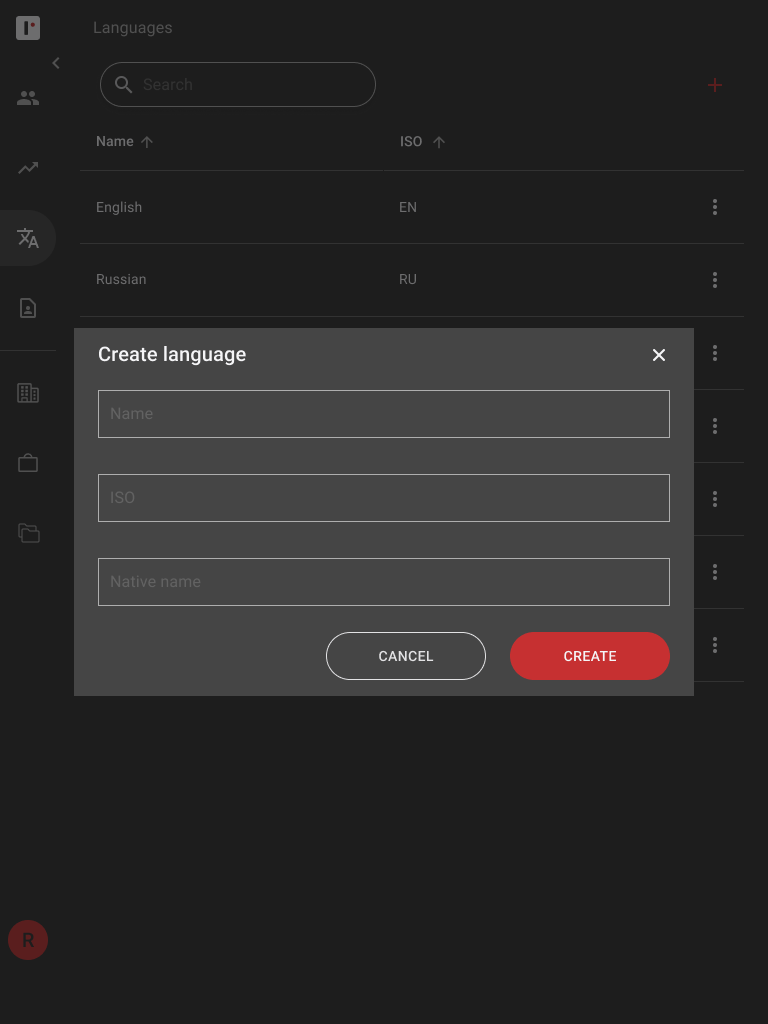 Languages
Search
Name
ISO
English
EN
Russian
RU
Create language
Name
ISO
Native name
CANCEL
CREATE
R